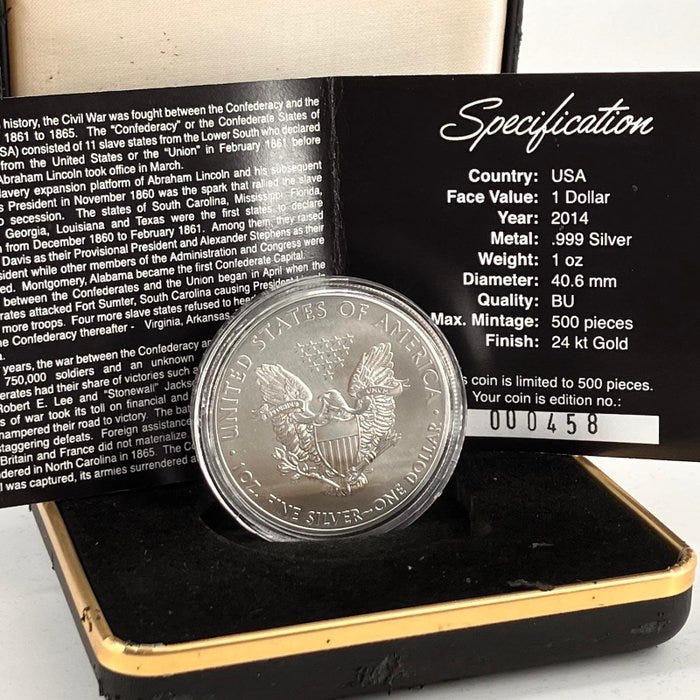 history, the Civil War was fought between the Confederacy and the
1861 to 1865. The "Confederacy" or the Confederate States of
SA) consisted of 11 slave states from the Lower South who declared
from the United States or the "Union" in February 1861 before
Abraham Lincoln took office in March.
lavery expansion platform of Abraham Lincoln and his subsequent
s President in November 1860 was the spark that rallied the slave
o secession. The states of South Carolina, Mississippi, Florida,
Georgia, Louisiana and Texas were the first states to declare
n from December 1860 to February 1861. Among them, they raised
Davis as their Provisional President and Alexander Stephens as their
sident while other members of the Administration and Congress were
ed. Montgomery, Alabama became the first Confederate Capital.
between the Confederates and the Union began in April when the
rates attacked Fort Sumter, South Carolina causing President
more troops. Four more slave states refused to
he Confederacy thereafter - Virginia, Arkansas,
a.
years, the war between the Confederacy
750,000 soldiers and an unknown
erates had their share of victories such
Robert E. Lee and "Stonewall"
s of war took its toll on financial and
hampered their road to victory. The
staggering defeats. Foreign assistance
Britain and France did not materialize
dered in North Carolina in 1865. The
l was captured, its armies surrendered
Specification
Country: USA
Face Value: 1 Dollar
Year: 2014
Metal: .999 Silver
Weight: 1 oz
Diameter: 40.6 mm
Quality: BU
Max. Mintage: 500 pieces
Finish: 24 kt Gold
s coin is limited to 500 pieces.
Your coin is edition no.:
000458
UNITED STATES OF AMERICA
1 OZ. FINE SILVER~ONE DOLLAR